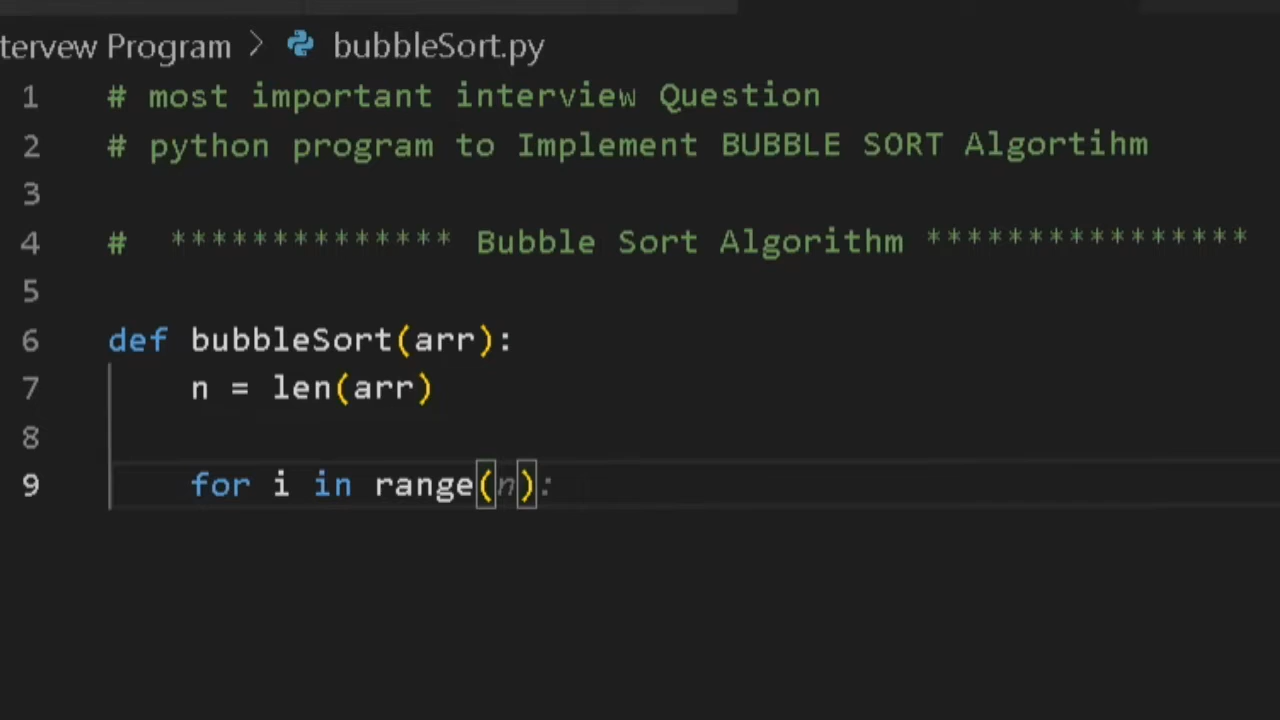 tervew Program > bubbleSort.py
1 # most important interview Question
2 # python program to Implement BUBBLE SORT Algortihm
3
4 # ************** Bubble Sort Algorithm ****************
5
6 def bubbleSort(arr):
7 n = len(arr)
8
9 for i in range(n):